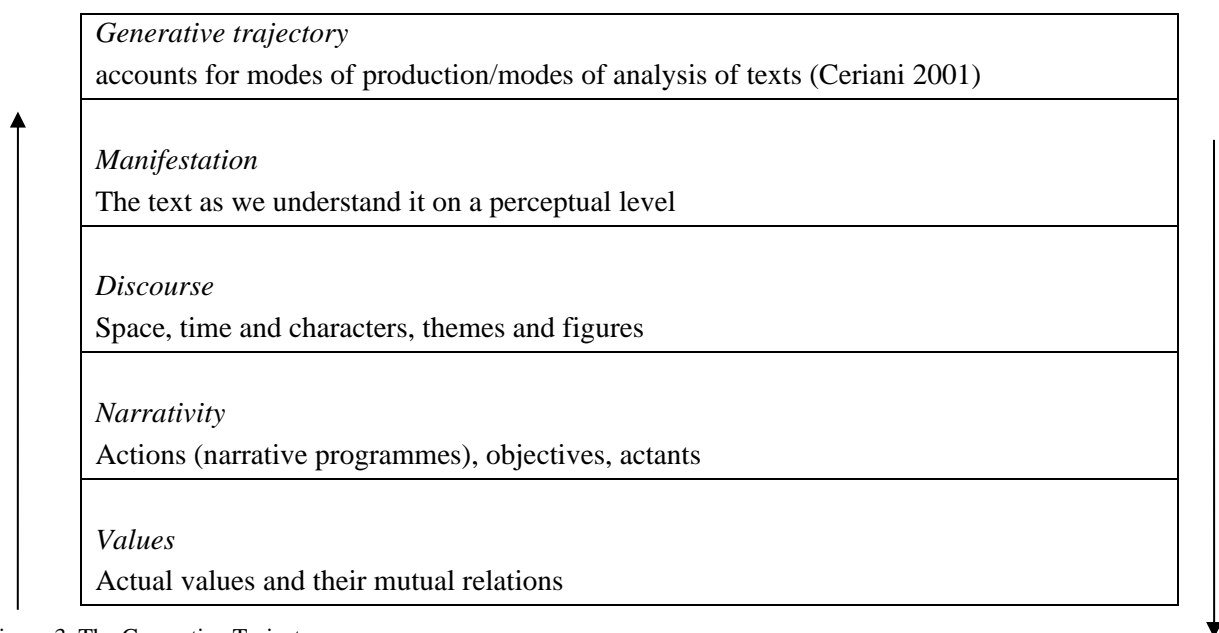 Generative trajectory
accounts for modes of production/modes of analysis of texts (Ceriani 2001)
Manifestation
The text as we understand it on a perceptual level
Discourse
Space, time and characters, themes and figures
Narrativity
Actions (narrative programmes), objectives, actants
Values
Actual values and their mutual relations